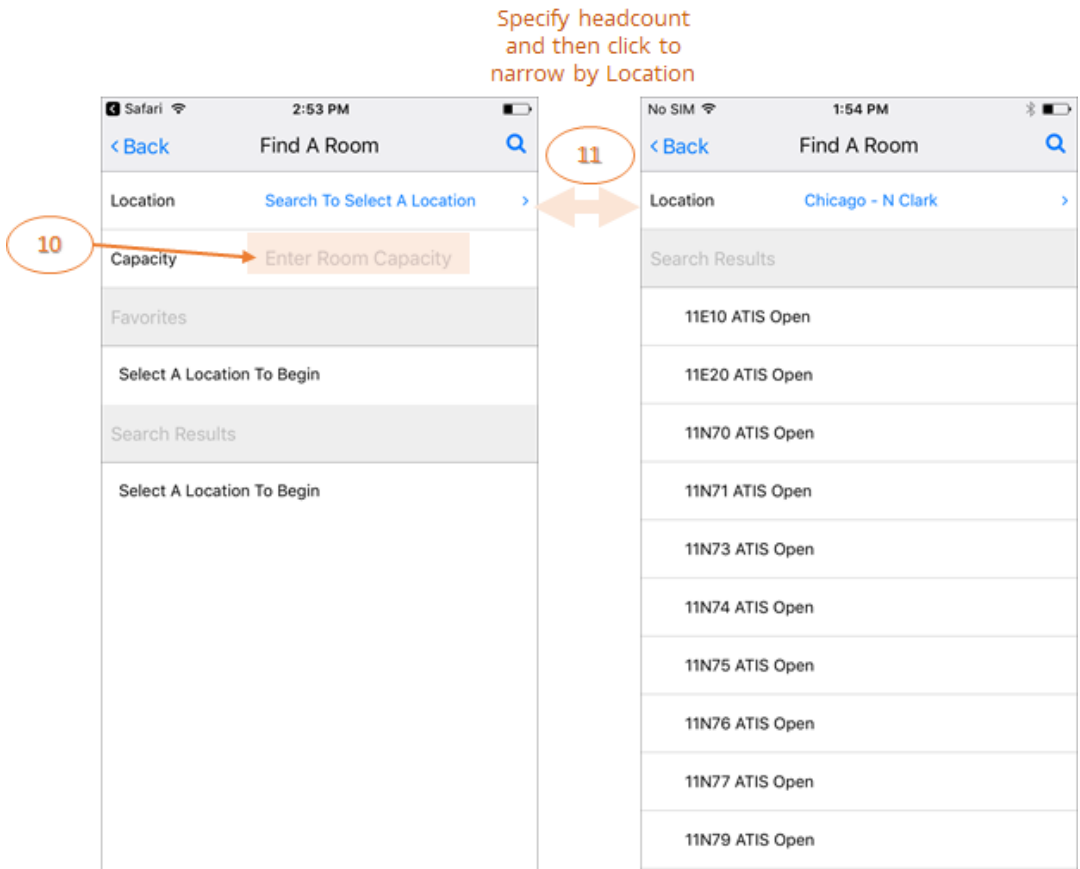 Specify headcount
and then click to
narrow by Location
Safari 2:53 PM
< Back Find A Room
Location Search To Select A Location >
10
Capacity Enter Room Capacity
Favorites
Select A Location To Begin
Search Results
Select A Location To Begin
11
No SIM 1:54 PM
< Back Find A Room
Location Chicago - N Clark >
Search Results
11E10 ATIS Open
11E20 ATIS Open
11N70 ATIS Open
11N71 ATIS Open
11N73 ATIS Open
11N74 ATIS Open
11N75 ATIS Open
11N76 ATIS Open
11N77 ATIS Open
11N79 ATIS Open